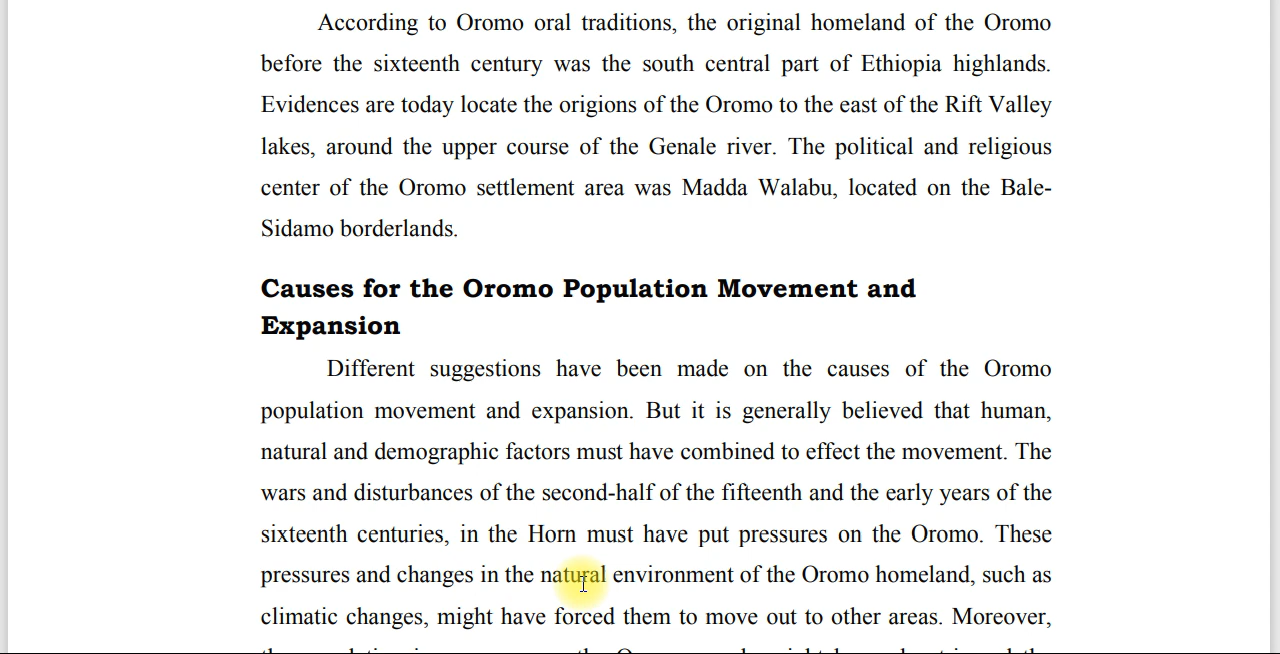 According to Oromo oral traditions, the original homeland of the Oromo
before the sixteenth century was the south central part of Ethiopia highlands.
Evidences are today locate the origions of the Oromo to the east of the Rift Valley
lakes, around the upper course of the Genale river. The political and religious
center of the Oromo settlement area was Madda Walabu, located on the Bale-
Sidamo borderlands.
Causes for the Oromo Population Movement and
Expansion
Different suggestions have been made on the causes of the Oromo
population movement and expansion. But it is generally believed that human,
natural and demographic factors must have combined to effect the movement. The
wars and disturbances of the second-half of the fifteenth and the early years of the
sixteenth centuries, in the Horn must have put pressures on the Oromo. These
pressures and changes in the natural environment of the Oromo homeland, such as
climatic changes, might have forced them to move out to other areas. Moreover,